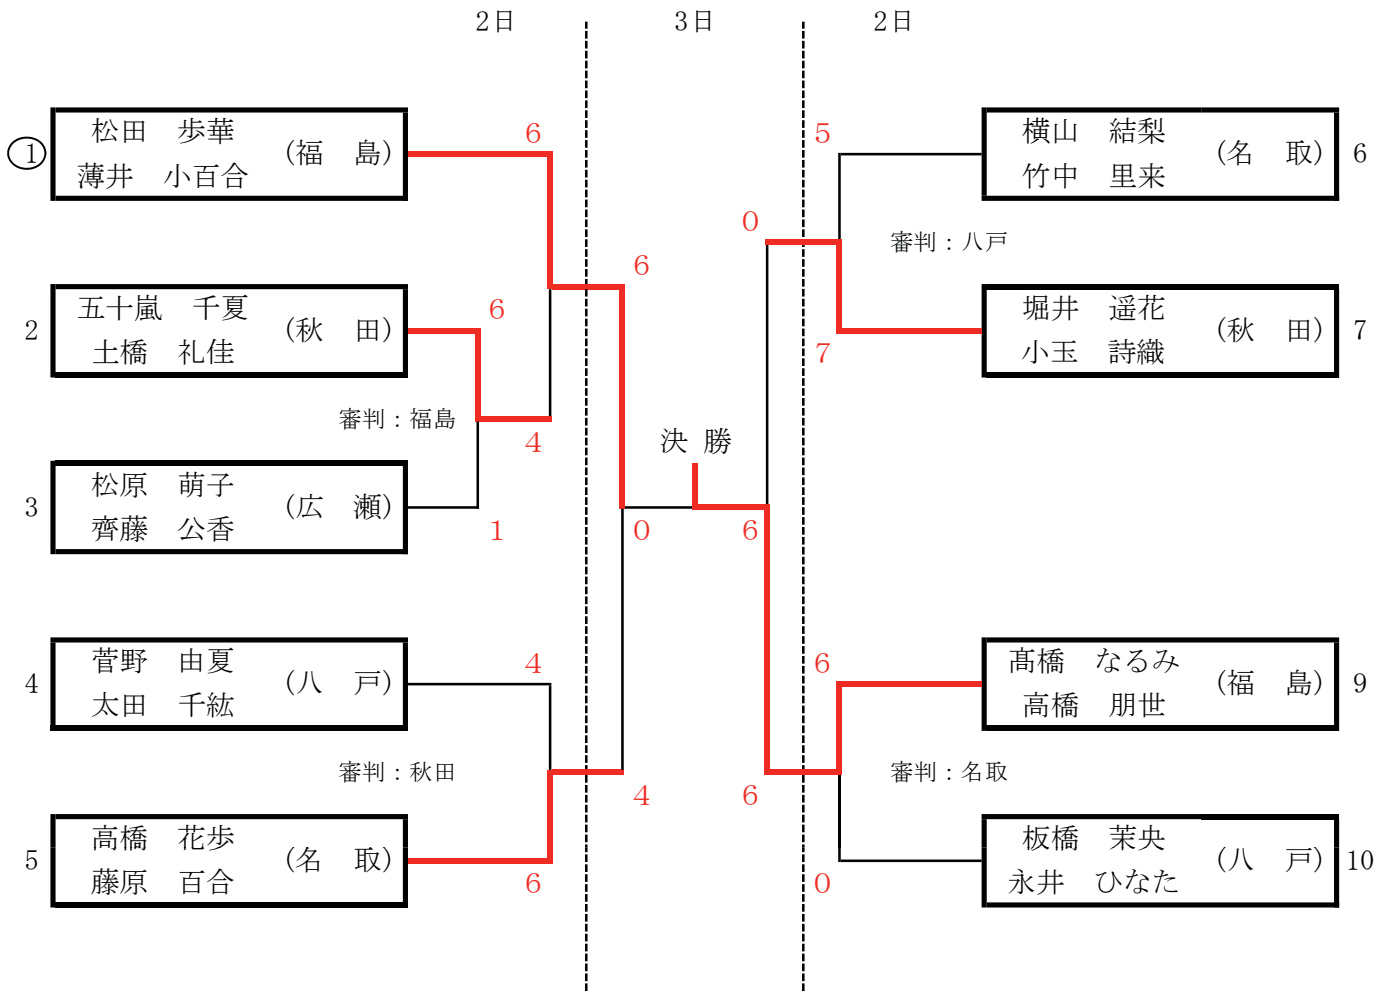 2日 3日 2日
① 松田 歩華
薄井 小百合
(福 島)
6
2 五十嵐 千夏
土橋 礼佳
(秋 田)
6
審判：福島
4
3 松原 萌子
齊藤 公香
(広 瀬)
1
4 菅野 由夏
太田 千紘
(八 戸)
4
審判：秋田
5 高橋 花歩
藤原 百合
(名 取)
6
6
0
4
決 勝
0
6
6
5
横山 結梨
竹中 里来
(名 取) 6
審判：八戸
7
堀井 遥花
小玉 詩織
(秋 田) 7
6
髙橋 なるみ
高橋 朋世
(福 島) 9
審判：名取
0
板橋 茉央
永井 ひなた
(八 戸) 10